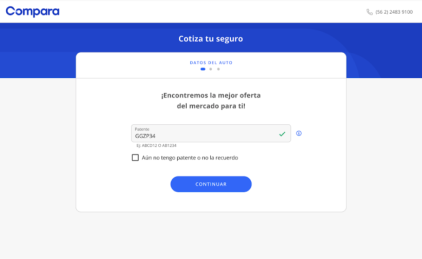 Compara
(56 2) 2483 9100
Cotiza tu seguro
DATOS DEL AUTO
¡Encontremos la mejor oferta
del mercado para ti!
Patente
GGZP34
Ej: ABCD12 O AB1234
Aún no tengo patente o no la recuerdo
CONTINUAR